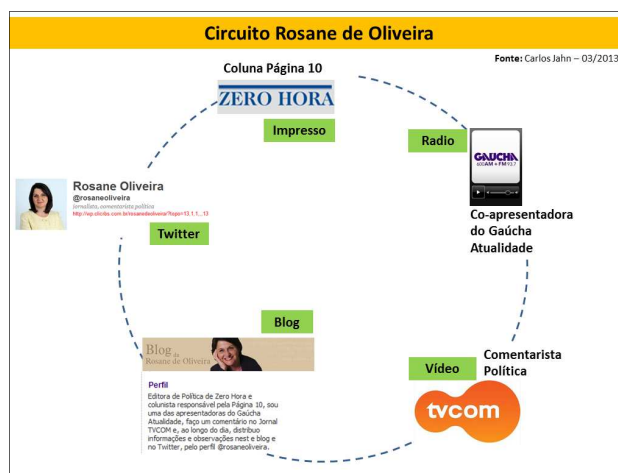 Circuito Rosane de Oliveira
Fonte: Carlos Jahn – 03/2013
Coluna Página 10
ZERO HORA
Impresso
Radio
GAÚCHA
600AM + FM 93.7
Co-apresentadora
do Gaúcha
Atualidade
Rosane Oliveira
@rosaneoliveira
jornalista, comentarista política
Twitter
Blog
Blog da
Rosane de Oliveira
Perfil
Editora de Política de Zero Hora e
colunista responsável pela Página 10, sou
uma das apresentadoras do Gaúcha
Atualidade, faço um comentário no Jornal
TVCOM e, ao longo do dia, distribuo
informações e observações nest e blog e
no Twitter, pelo perfil @rosaneoliveira.
Vídeo
Comentarista
Política
tvcom